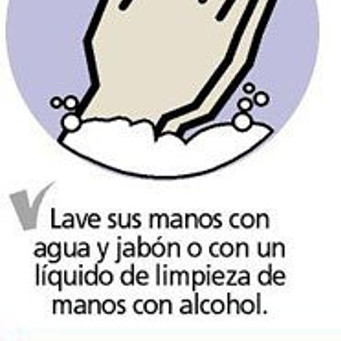 Lave sus manos con
agua y jabón o con un
líquido de limpieza de
manos con alcohol.